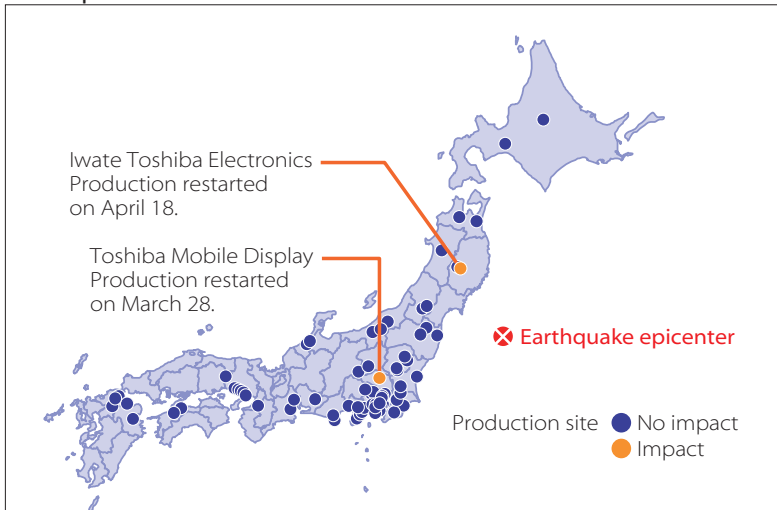 Iwate Toshiba Electronics
Production restarted
on April 18.
Toshiba Mobile Display
Production restarted
on March 28.
Earthquake epicenter
Production site
No impact
Impact